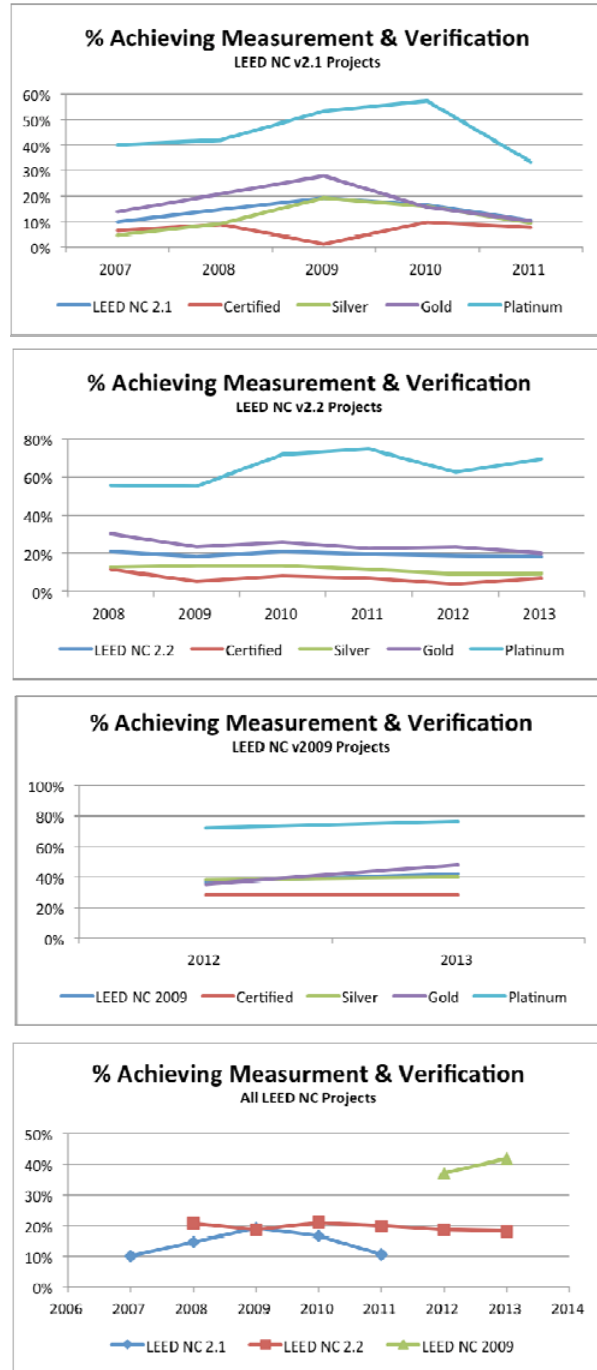 % Achieving Measurement & Verification
LEED NC v2.1 Projects
60%
50%
40%
30%
20%
10%
0%
2007 2008 2009 2010 2011
LEED NC 2.1 Certified Silver Gold Platinum
% Achieving Measurement & Verification
LEED NC v2.2 Projects
80%
60%
40%
20%
0%
2008 2009 2010 2011 2012 2013
LEED NC 2.2 Certified Silver Gold Platinum
% Achieving Measurement & Verification
LEED NC v2009 Projects
100%
80%
60%
40%
20%
0%
2012 2013
LEED NC 2009 Certified Silver Gold Platinum
% Achieving Measurment & Verification
All LEED NC Projects
50%
40%
30%
20%
10%
0%
2006 2007 2008 2009 2010 2011 2012 2013 2014
LEED NC 2.1 LEED NC 2.2 LEED NC 2009